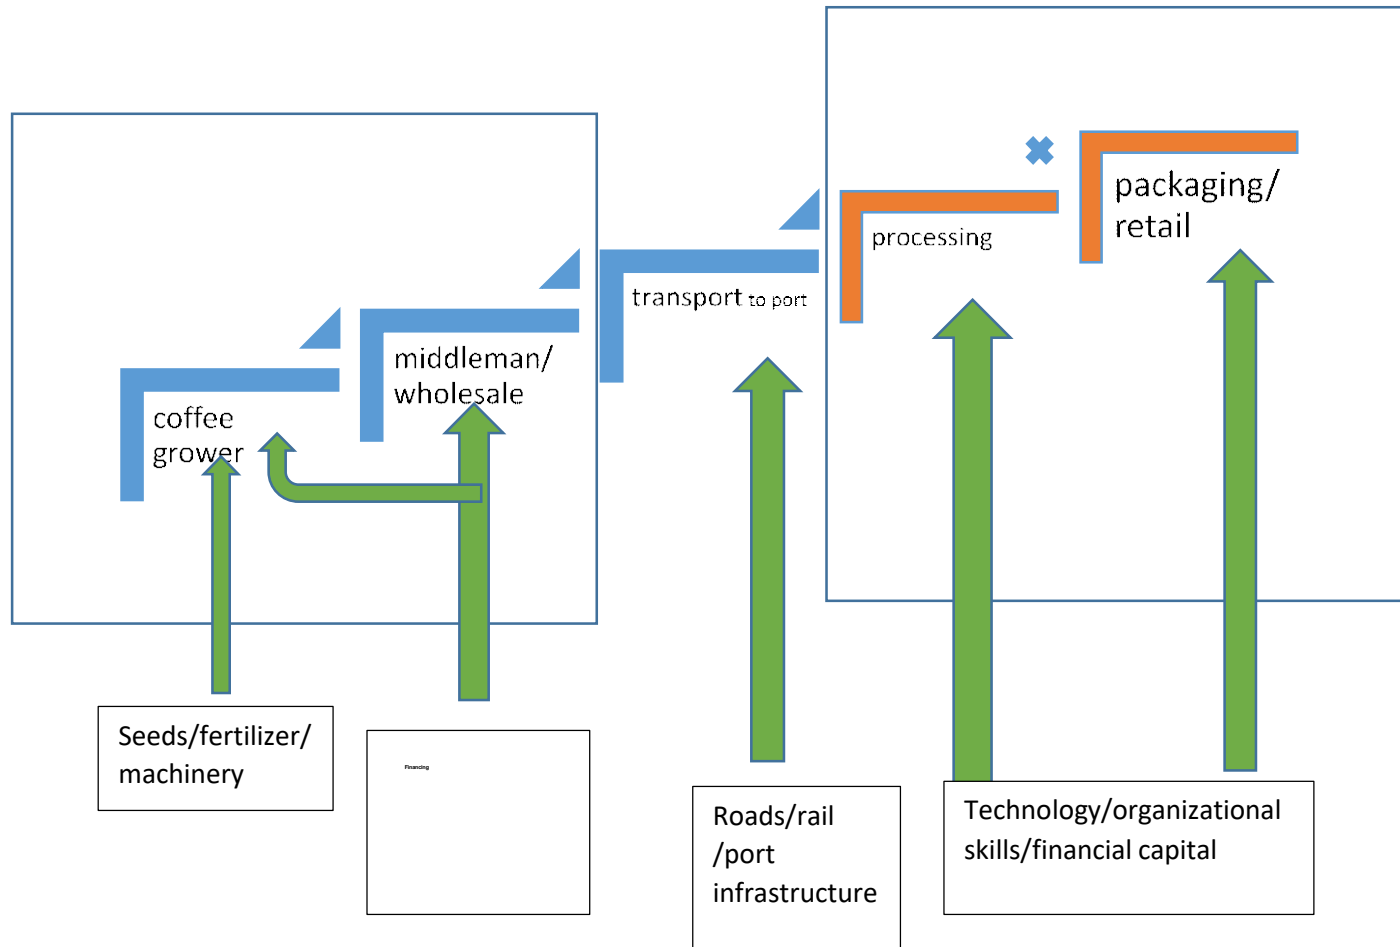 packaging/
retail
processing
transport to port
middleman/
wholesale
coffee
grower
Seeds/fertilizer/
machinery
Financing
Roads/rail
/port
infrastructure
Technology/organizational
skills/financial capital